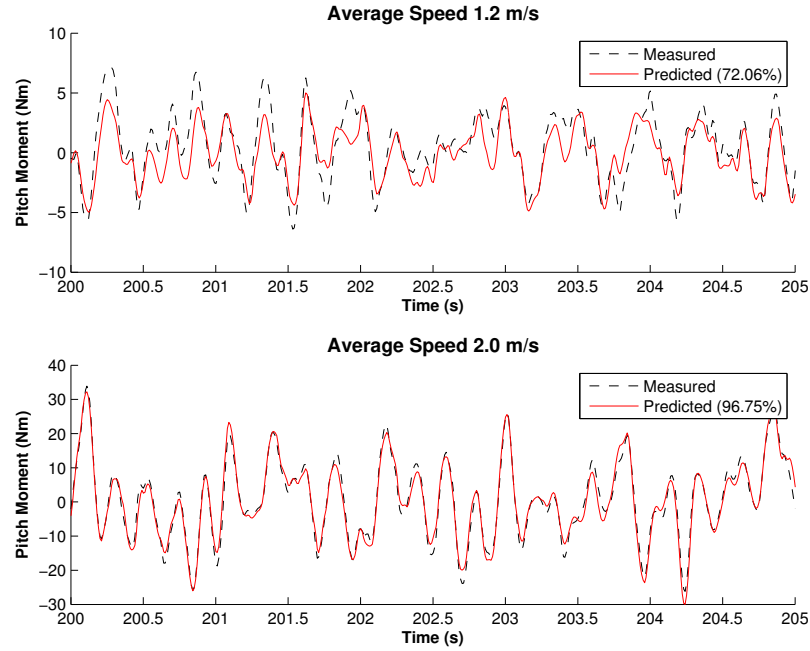 Average Speed 1.2 m/s
10
5
0
−5
−10
Pitch Moment (Nm)
Measured
Predicted (72.06%)
200 200.5 201 201.5 202 202.5 203 203.5 204 204.5 205
Time (s)
Average Speed 2.0 m/s
40
30
20
10
0
−10
−20
−30
Pitch Moment (Nm)
Measured
Predicted (96.75%)
200 200.5 201 201.5 202 202.5 203 203.5 204 204.5 205
Time (s)